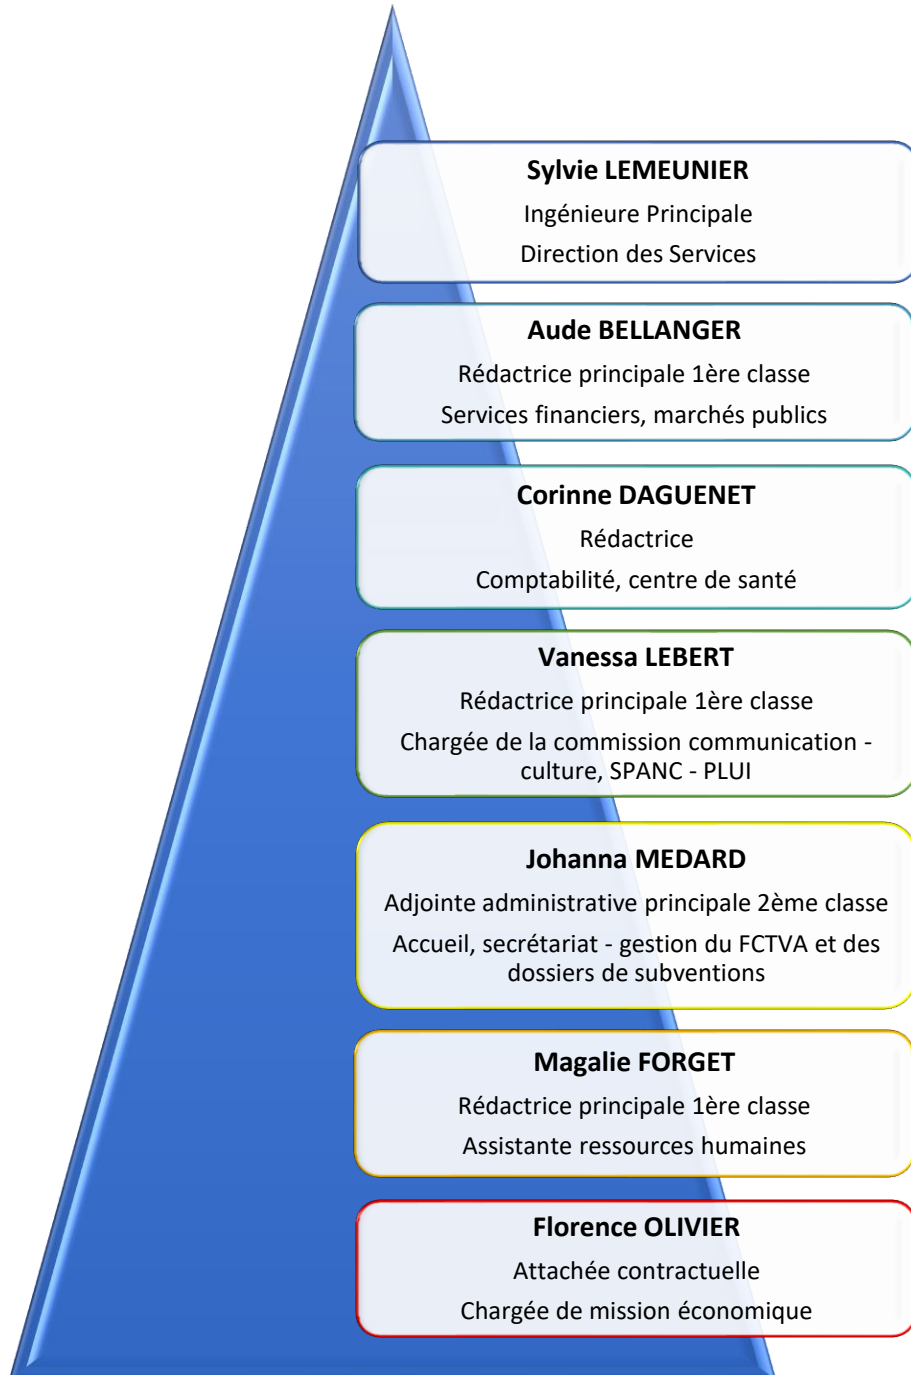 Sylvie LEMEUNIER
Ingénieure Principale
Direction des Services
Aude BELLANGER
Rédactrice principale 1ère classe
Services financiers, marchés publics
Corinne DAGUENET
Rédactrice
Comptabilité, centre de santé
Vanessa LEBERT
Rédactrice principale 1ère classe
Chargée de la commission communication -
culture, SPANC - PLUI
Johanna MEDARD
Adjointe administrative principale 2ème classe
Accueil, secrétariat - gestion du FCTVA et des
dossiers de subventions
Magalie FORGET
Rédactrice principale 1ère classe
Assistante ressources humaines
Florence OLIVIER
Attachée contractuelle
Chargée de mission économique